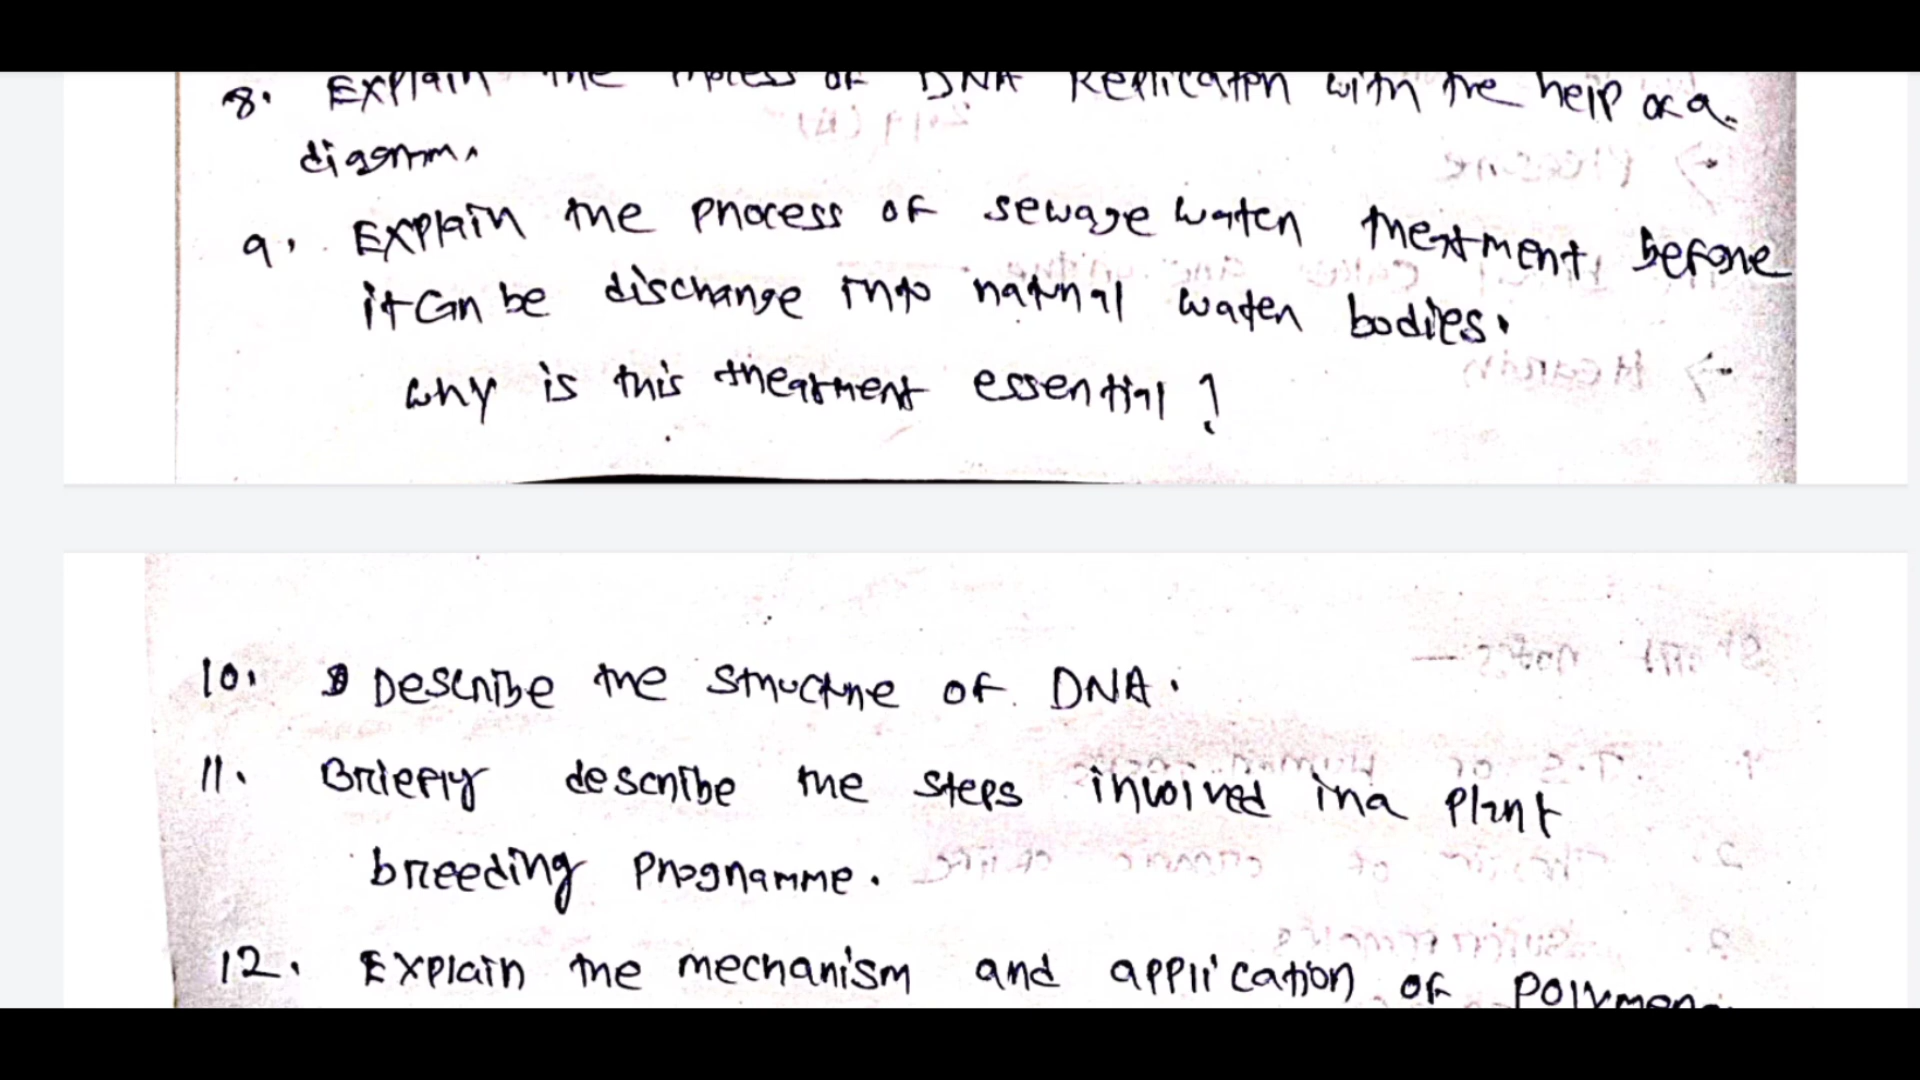 8. Explain the process of DNA Replication with the help of a
diagram.
9. Explain the process of sewage water treatment, before
it can be discharge into natural water bodies.
why is this treatment essential ?
10. Describe the structure of DNA.
11. Briefly describe the steps involved in a plant
breeding programme.
12. Explain the mechanism and application of